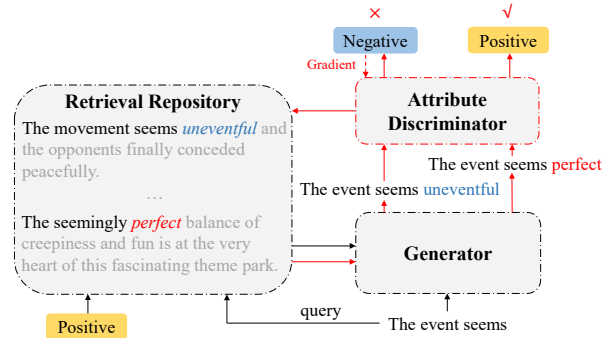 × √
Negative Positive
Gradient
Retrieval Repository
Attribute
Discriminator
The movement seems uneventful and
the opponents finally conceded
peacefully.
...
The seemingly perfect balance of
creepiness and fun is at the very
heart of this fascinating theme park.
The event seems perfect
The event seems uneventful
Generator
query
Positive
The event seems